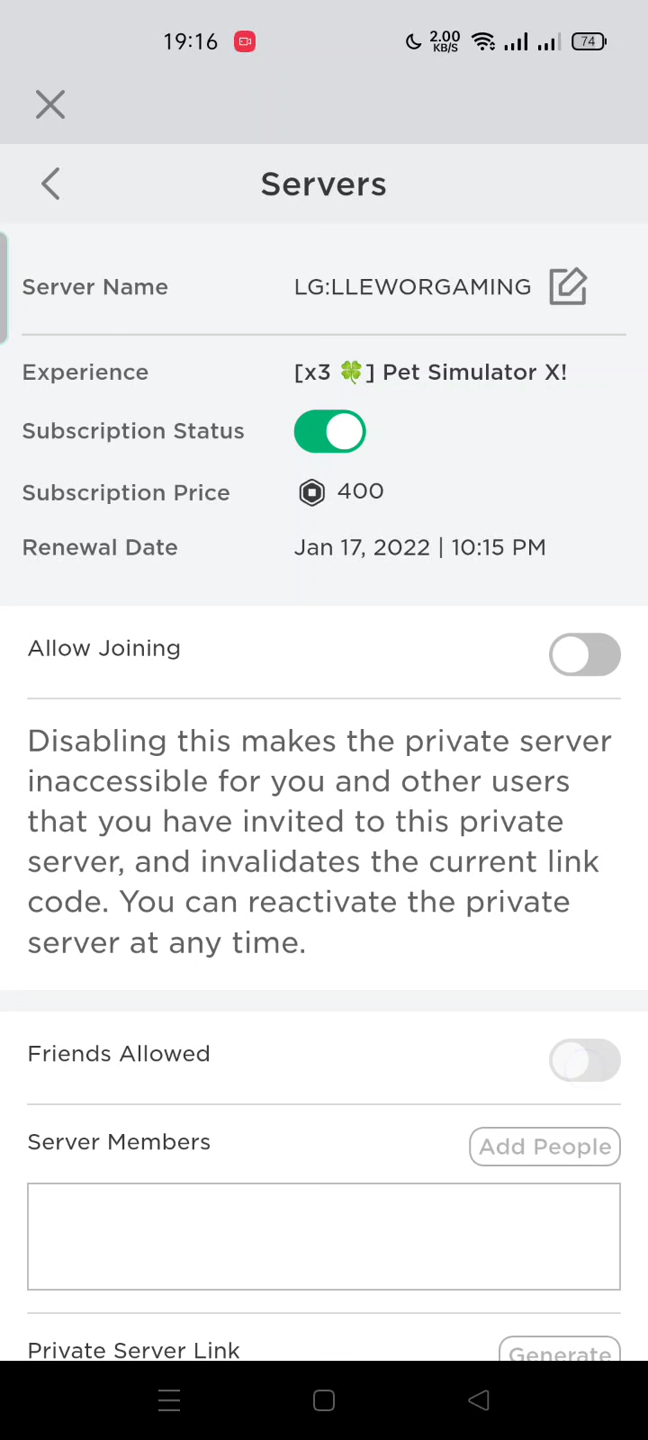 19:16 2.00 KB/S 74
Servers
Server Name LG:LLEWORGAMING
Experience [x3 🍀] Pet Simulator X!
Subscription Status
Subscription Price 400
Renewal Date Jan 17, 2022 | 10:15 PM
Allow Joining
Disabling this makes the private server
inaccessible for you and other users
that you have invited to this private
server, and invalidates the current link
code. You can reactivate the private
server at any time.
Friends Allowed
Server Members Add People
Private Server Link Generate